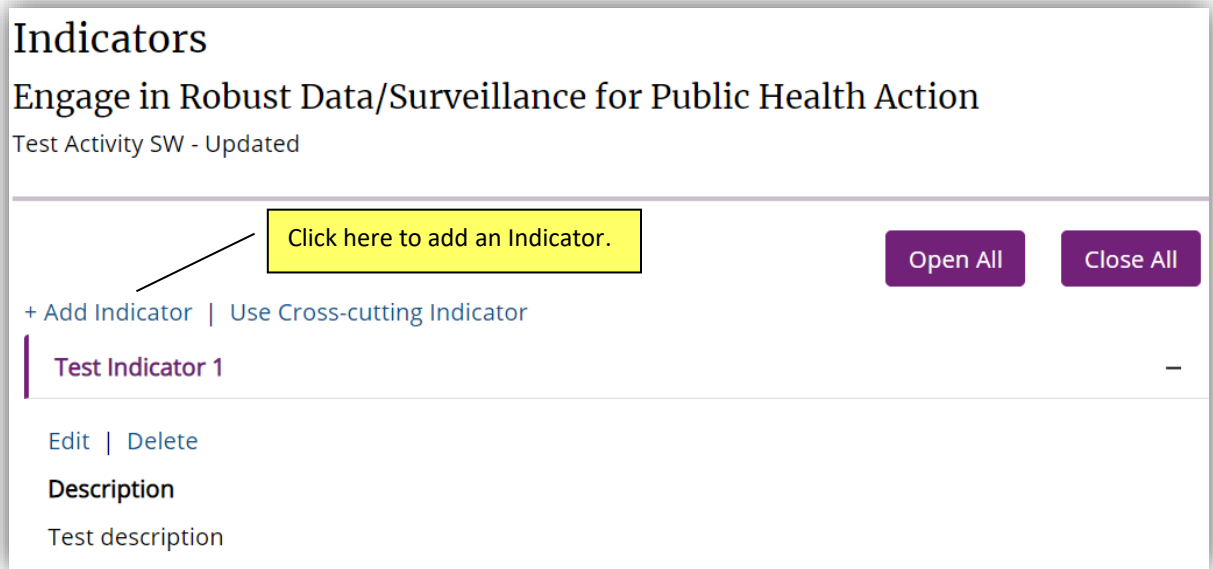 Indicators
Engage in Robust Data/Surveillance for Public Health Action
Test Activity SW - Updated
Click here to add an Indicator.
Open All
Close All
+ Add Indicator | Use Cross-cutting Indicator
Test Indicator 1
Edit | Delete
Description
Test description